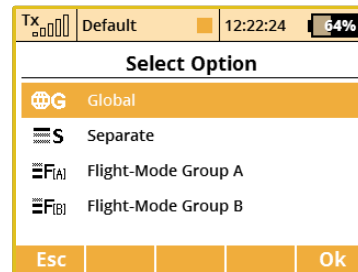 Tx Default 12:22:24 64%
Select Option
G Global
S Separate
F[A] Flight-Mode Group A
F[B] Flight-Mode Group B
Esc Ok